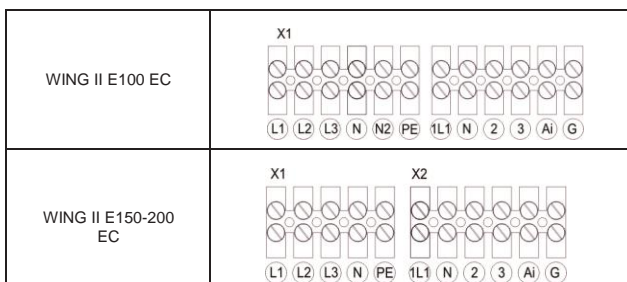 X1
WING II E100 EC
L1 L2 L3 N N2 PE 1L1 N 2 3 Ai G
X1 X2
WING II E150-200
EC
L1 L2 L3 N PE 1L1 N 2 3 Ai G